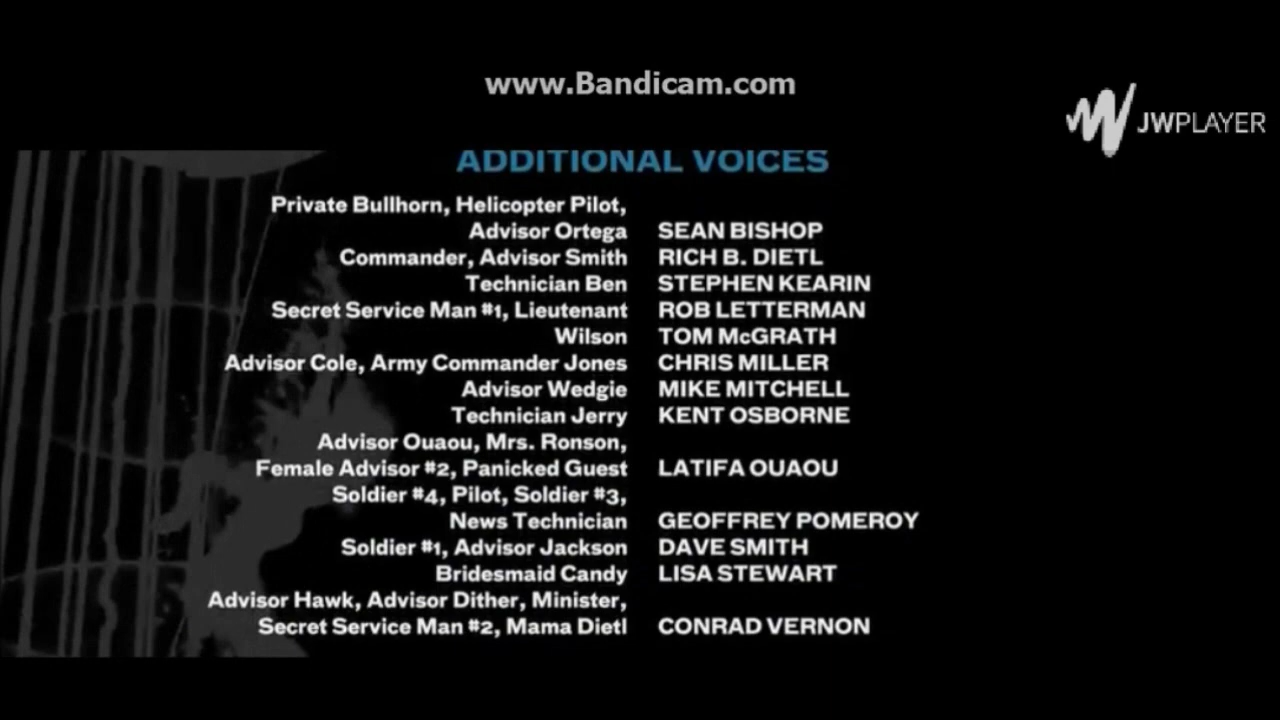 www.Bandicam.com
JWPLAYER
ADDITIONAL VOICES
Private Bullhorn, Helicopter Pilot,
Advisor Ortega SEAN BISHOP
Commander, Advisor Smith RICH B. DIETL
Technician Ben STEPHEN KEARIN
Secret Service Man #1, Lieutenant ROB LETTERMAN
Wilson TOM McGRATH
Advisor Cole, Army Commander Jones CHRIS MILLER
Advisor Wedgie MIKE MITCHELL
Technician Jerry KENT OSBORNE
Advisor Ouaou, Mrs. Ronson,
Female Advisor #2, Panicked Guest LATIFA OUAOU
Soldier #4, Pilot, Soldier #3,
News Technician GEOFFREY POMEROY
Soldier #1, Advisor Jackson DAVE SMITH
Bridesmaid Candy LISA STEWART
Advisor Hawk, Advisor Dither, Minister,
Secret Service Man #2, Mama Dietl CONRAD VERNON